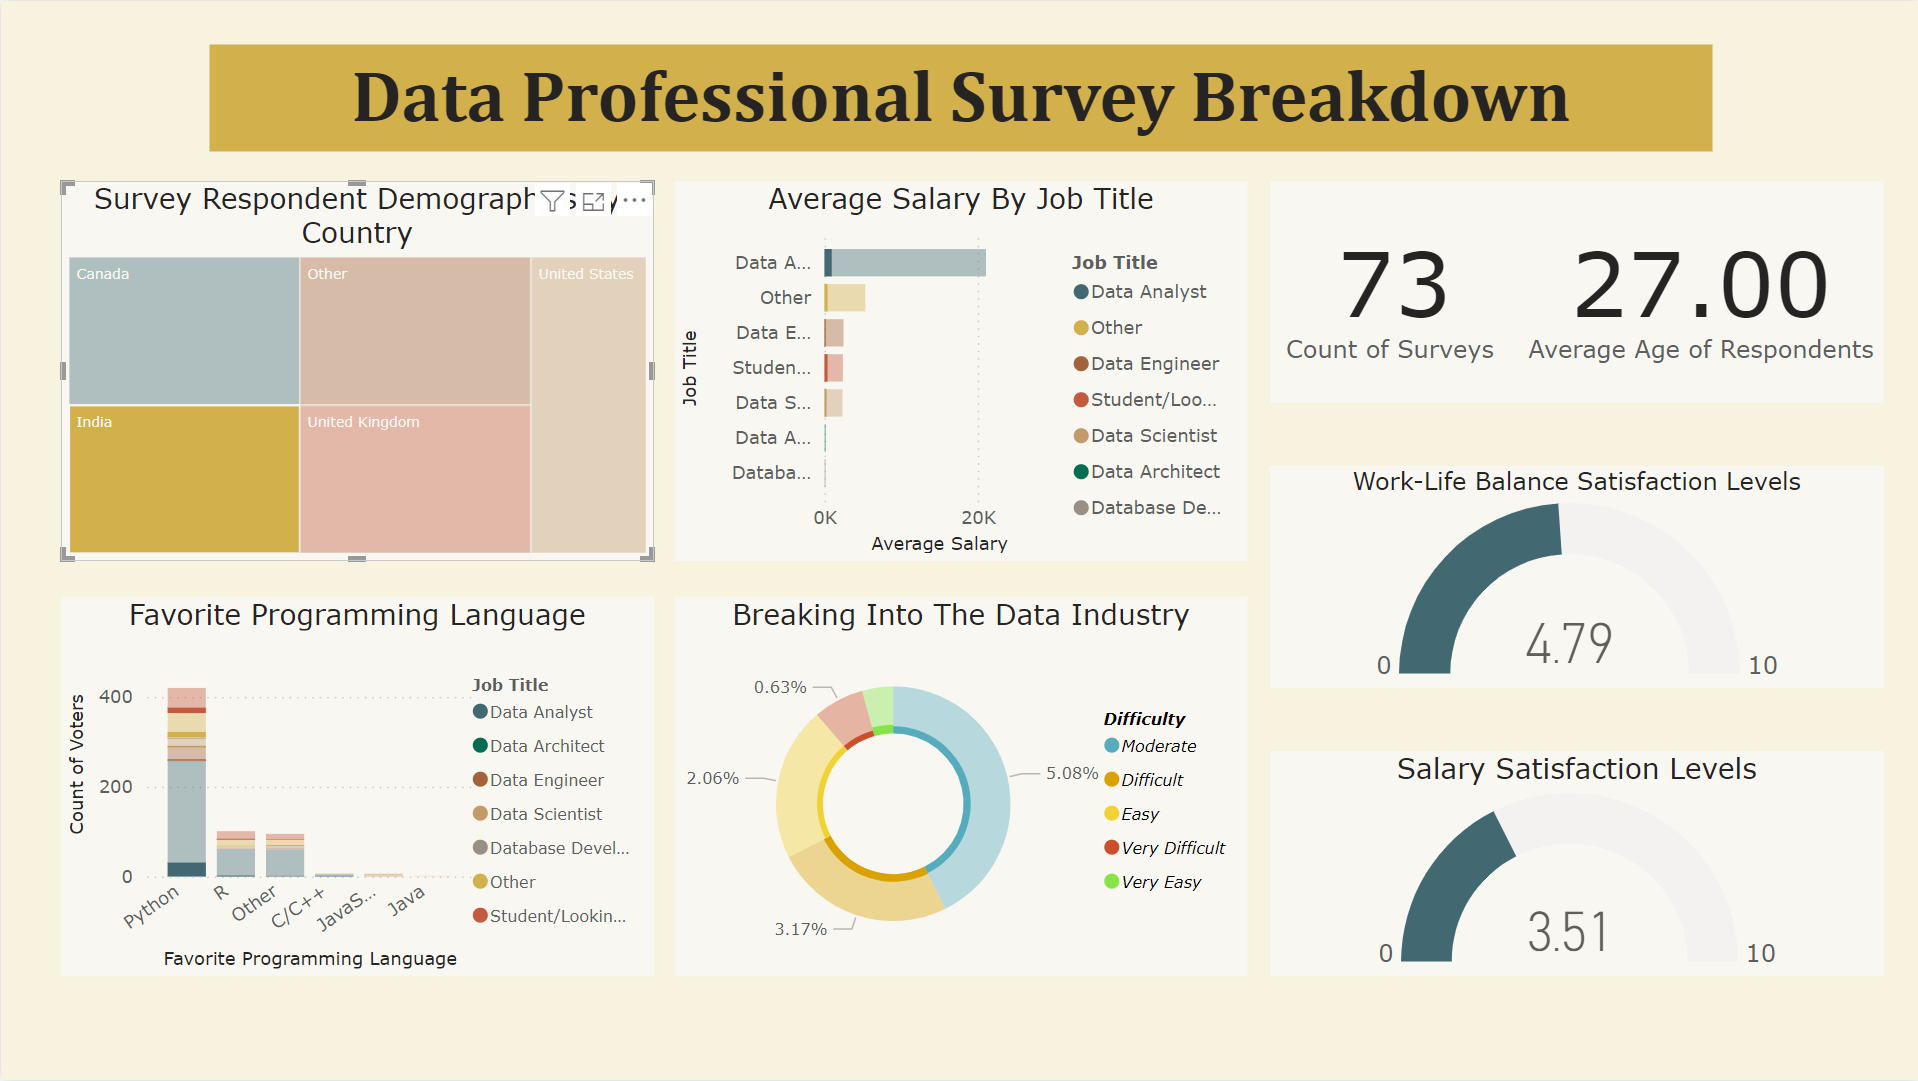 Data Professional Survey Breakdown
Survey Respondent Demograph
Country
Canada
Other
United States
India
United Kingdom
Average Salary By Job Title
Job Title
Data A...
Other
Data E...
Studen...
Data S...
Data A...
Databa...
0K
20K
Average Salary
Job Title
Data Analyst
Other
Data Engineer
Student/Loo...
Data Scientist
Data Architect
Database De...
73
Count of Surveys
27.00
Average Age of Respondents
Work-Life Balance Satisfaction Levels
0
4.79
10
Favorite Programming Language
Count of Voters
400
200
0
Python
R
Other
C/C++
JavaS...
Java
Favorite Programming Language
Job Title
Data Analyst
Data Architect
Data Engineer
Data Scientist
Database Devel...
Other
Student/Lookin...
Breaking Into The Data Industry
0.63%
2.06%
5.08%
3.17%
Difficulty
Moderate
Difficult
Easy
Very Difficult
Very Easy
Salary Satisfaction Levels
0
3.51
10